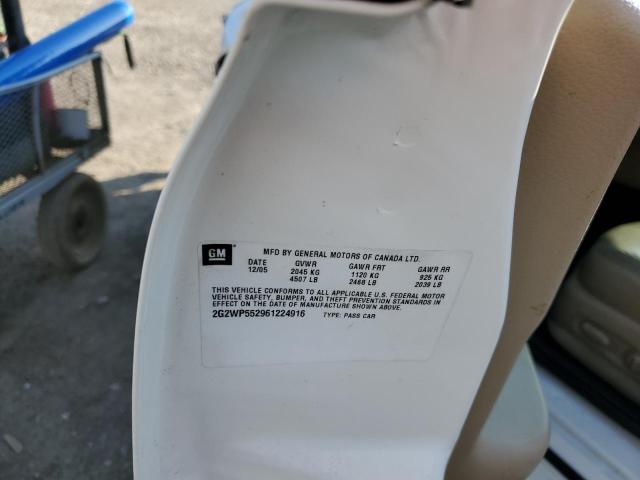 GM MFD BY GENERAL MOTORS OF CANADA LTD.
DATE GVWR GAWR FRT GAWR RR
12/05 2045 KG 1120 KG 925 KG
4507 LB 2468 LB 2039 LB
THIS VEHICLE CONFORMS TO ALL APPLICABLE U.S. FEDERAL MOTOR
VEHICLE SAFETY, BUMPER, AND THEFT PREVENTION STANDARDS IN
EFFECT ON THE DATE OF MANUFACTURE SHOWN ABOVE.
2G2WP552961224916 TYPE: PASS CAR